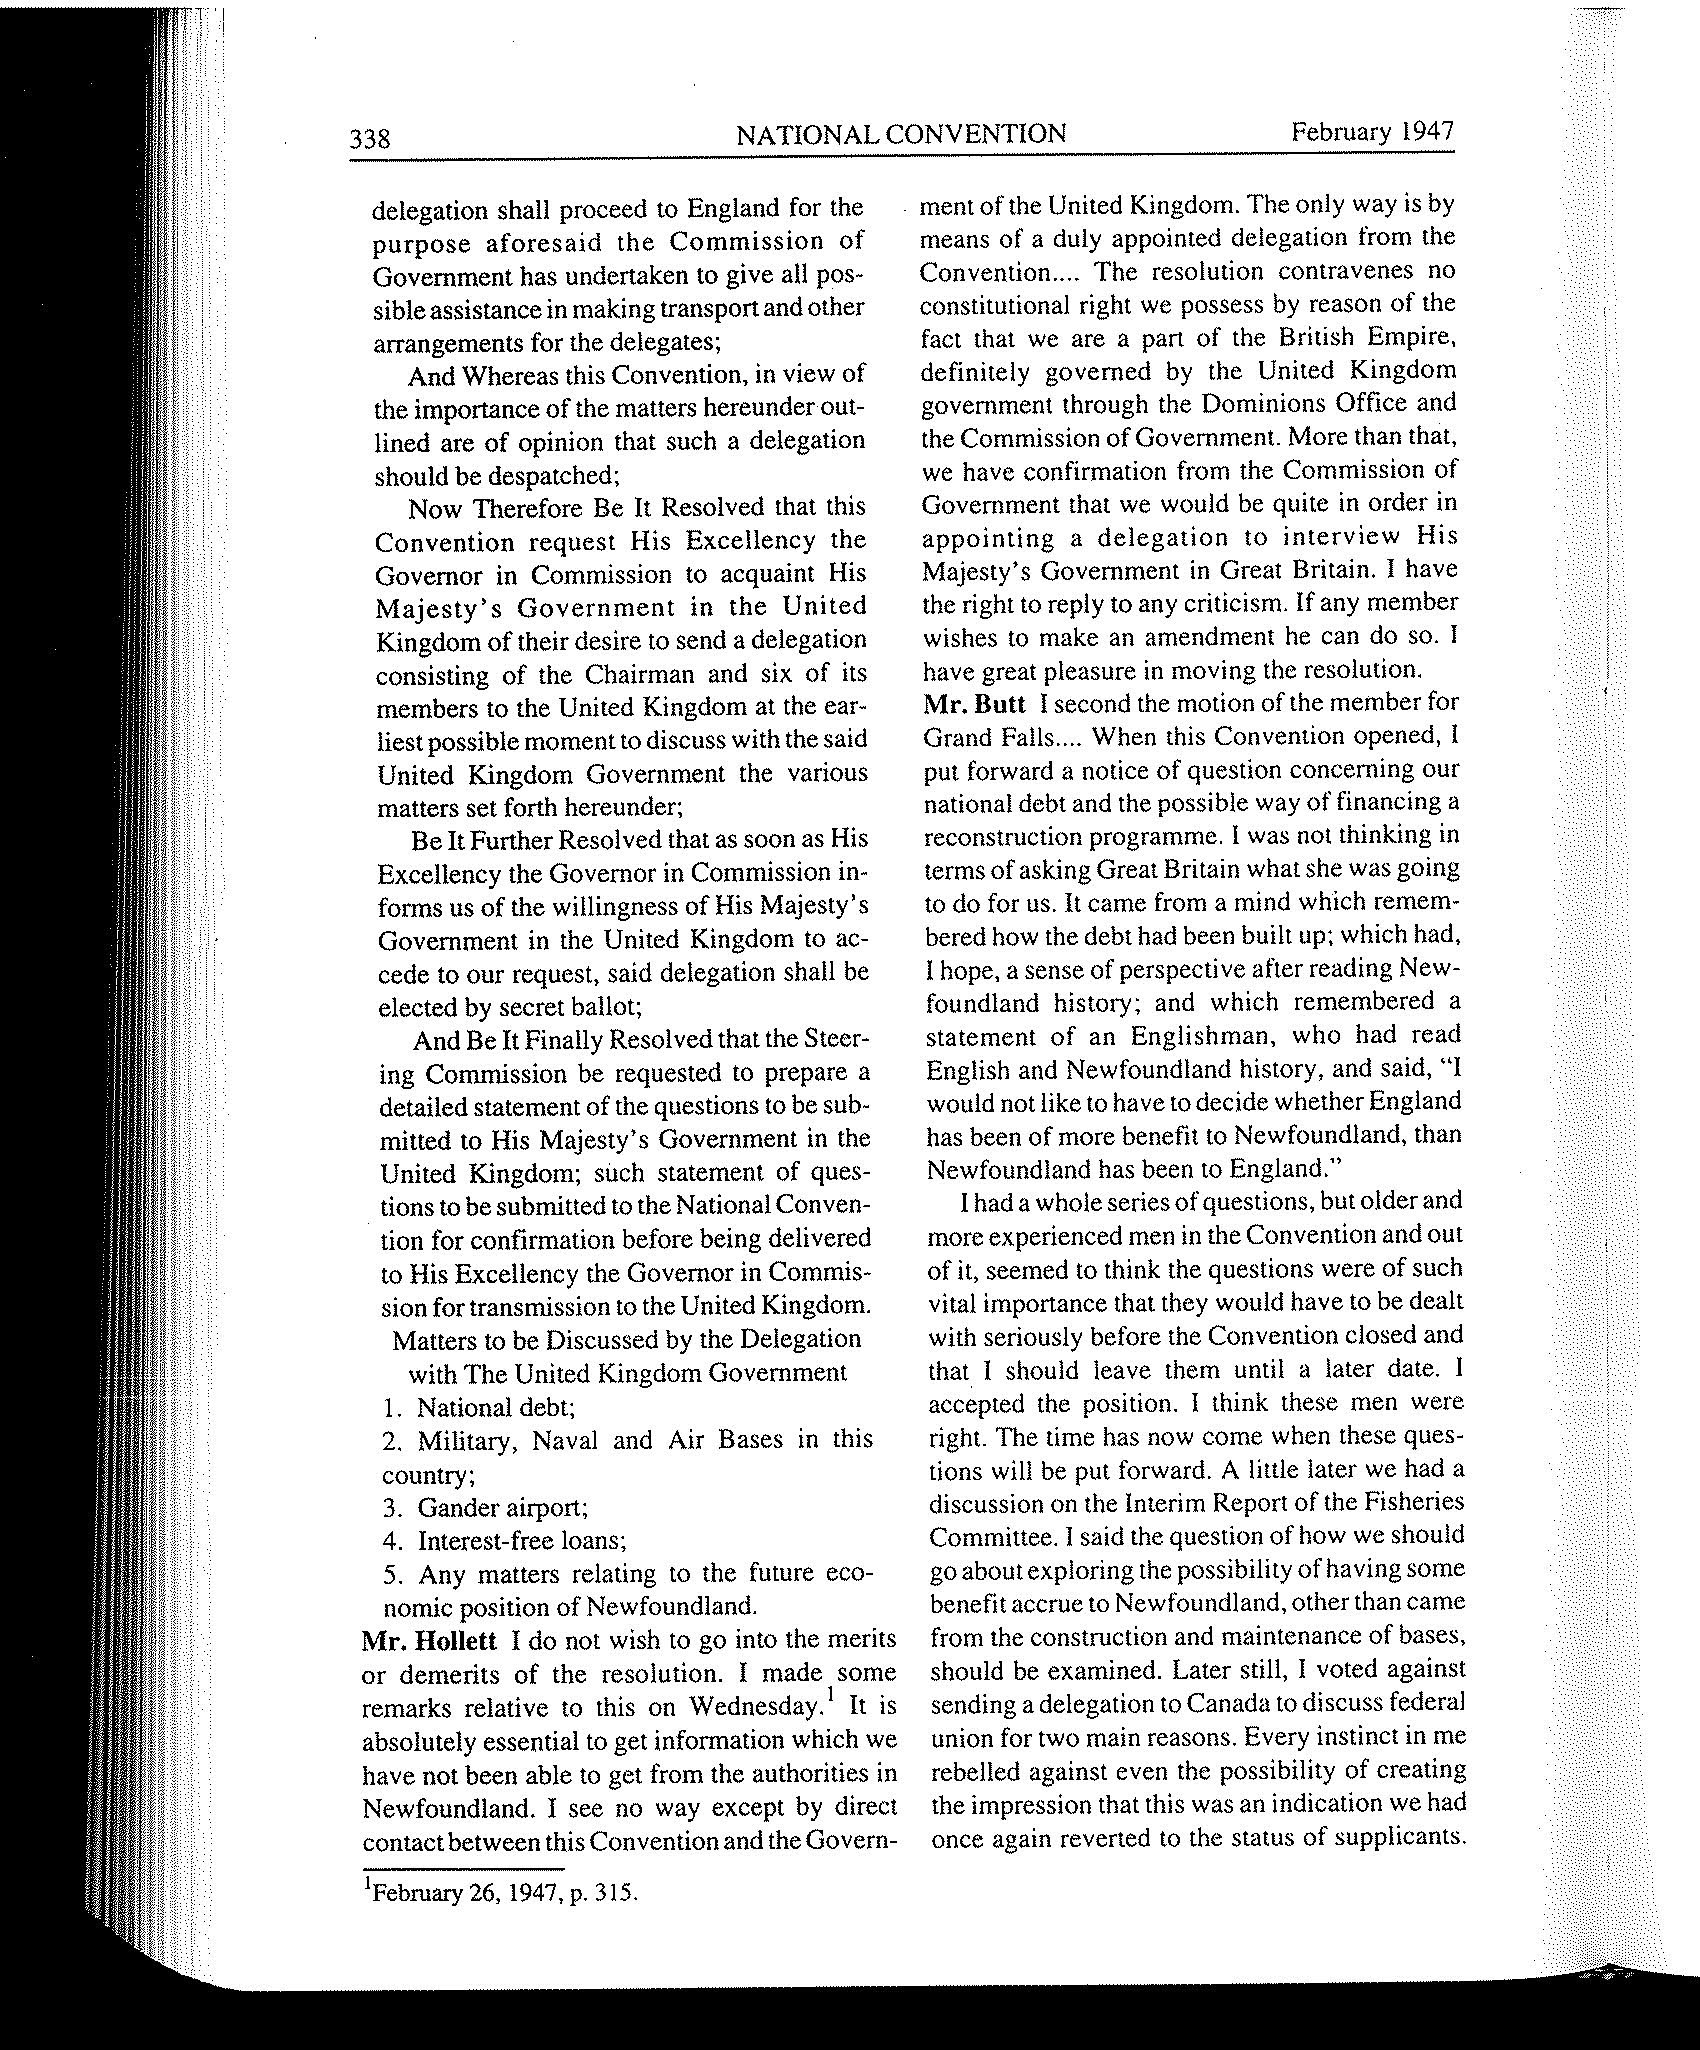 338 NATIONAL CONVENTION February 1947
delegation shall proceed to England for the
purpose aforesaid the Commission of
Government has undertaken to give all pos-
sible assistance in making transport and other
arrangements for the delegates;
And Whereas this Convention, in view of
the importance of the matters hereunder out-
lined are of opinion that such a delegation
should be despatched;
Now Therefore Be It Resolved that this
Convention request His Excellency the
Governor in Commission to acquaint His
Majesty's Government in the United
Kingdom of their desire to send a delegation
consisting of the Chairman and six of its
members to the United Kingdom at the ear-
liest possible moment to discuss with the said
United Kingdom Government the various
matters set forth hereunder;
Be It Further Resolved that as soon as His
Excellency the Governor in Commission in-
forms us of the willingness of His Majesty's
Government in the United Kingdom to ac-
cede to our request, said delegation shall be
elected by secret ballot;
And Be It Finally Resolved that the Steer-
ing Commission be requested to prepare a
detailed statement of the questions to be sub-
mitted to His Majesty's Government in the
United Kingdom; such statement of ques-
tions to be submitted to the National Conven-
tion for confirmation before being delivered
to His Excellency the Governor in Commis-
sion for transmission to the United Kingdom.
Matters to be Discussed by the Delegation
with The United Kingdom Government
1. National debt;
2. Military, Naval and Air Bases in this
country;
3. Gander airport;
4. Interest-free loans;
5. Any matters relating to the future eco-
nomic position of Newfoundland.
Mr. Hollett I do not wish to go into the merits
or demerits of the resolution. I made some
remarks relative to this on Wednesday.1 It is
absolutely essential to get information which we
have not been able to get from the authorities in
Newfoundland. I see no way except by direct
contact between this Convention and the Govern-
1February 26, 1947, p. 315.
ment of the United Kingdom. The only way is by
means of a duly appointed delegation from the
Convention.... The resolution contravenes no
constitutional right we possess by reason of the
fact that we are a part of the British Empire,
definitely governed by the United Kingdom
government through the Dominions Office and
the Commission of Government. More than that,
we have confirmation from the Commission of
Government that we would be quite in order in
appointing a delegation to interview His
Majesty's Government in Great Britain. I have
the right to reply to any criticism. If any member
wishes to make an amendment he can do so. I
have great pleasure in moving the resolution.
Mr. Butt I second the motion of the member for
Grand Falls.... When this Convention opened, I
put forward a notice of question concerning our
national debt and the possible way of financing a
reconstruction programme. I was not thinking in
terms of asking Great Britain what she was going
to do for us. It came from a mind which remem-
bered how the debt had been built up; which had,
I hope, a sense of perspective after reading New-
foundland history; and which remembered a
statement of an Englishman, who had read
English and Newfoundland history, and said, "I
would not like to have to decide whether England
has been of more benefit to Newfoundland, than
Newfoundland has been to England."
I had a whole series of questions, but older and
more experienced men in the Convention and out
of it, seemed to think the questions were of such
vital importance that they would have to be dealt
with seriously before the Convention closed and
that I should leave them until a later date. I
accepted the position. I think these men were
right. The time has now come when these ques-
tions will be put forward. A little later we had a
discussion on the Interim Report of the Fisheries
Committee. I said the question of how we should
go about exploring the possibility of having some
benefit accrue to Newfoundland, other than came
from the construction and maintenance of bases,
should be examined. Later still, I voted against
sending a delegation to Canada to discuss federal
union for two main reasons. Every instinct in me
rebelled against even the possibility of creating
the impression that this was an indication we had
once again reverted to the status of supplicants.